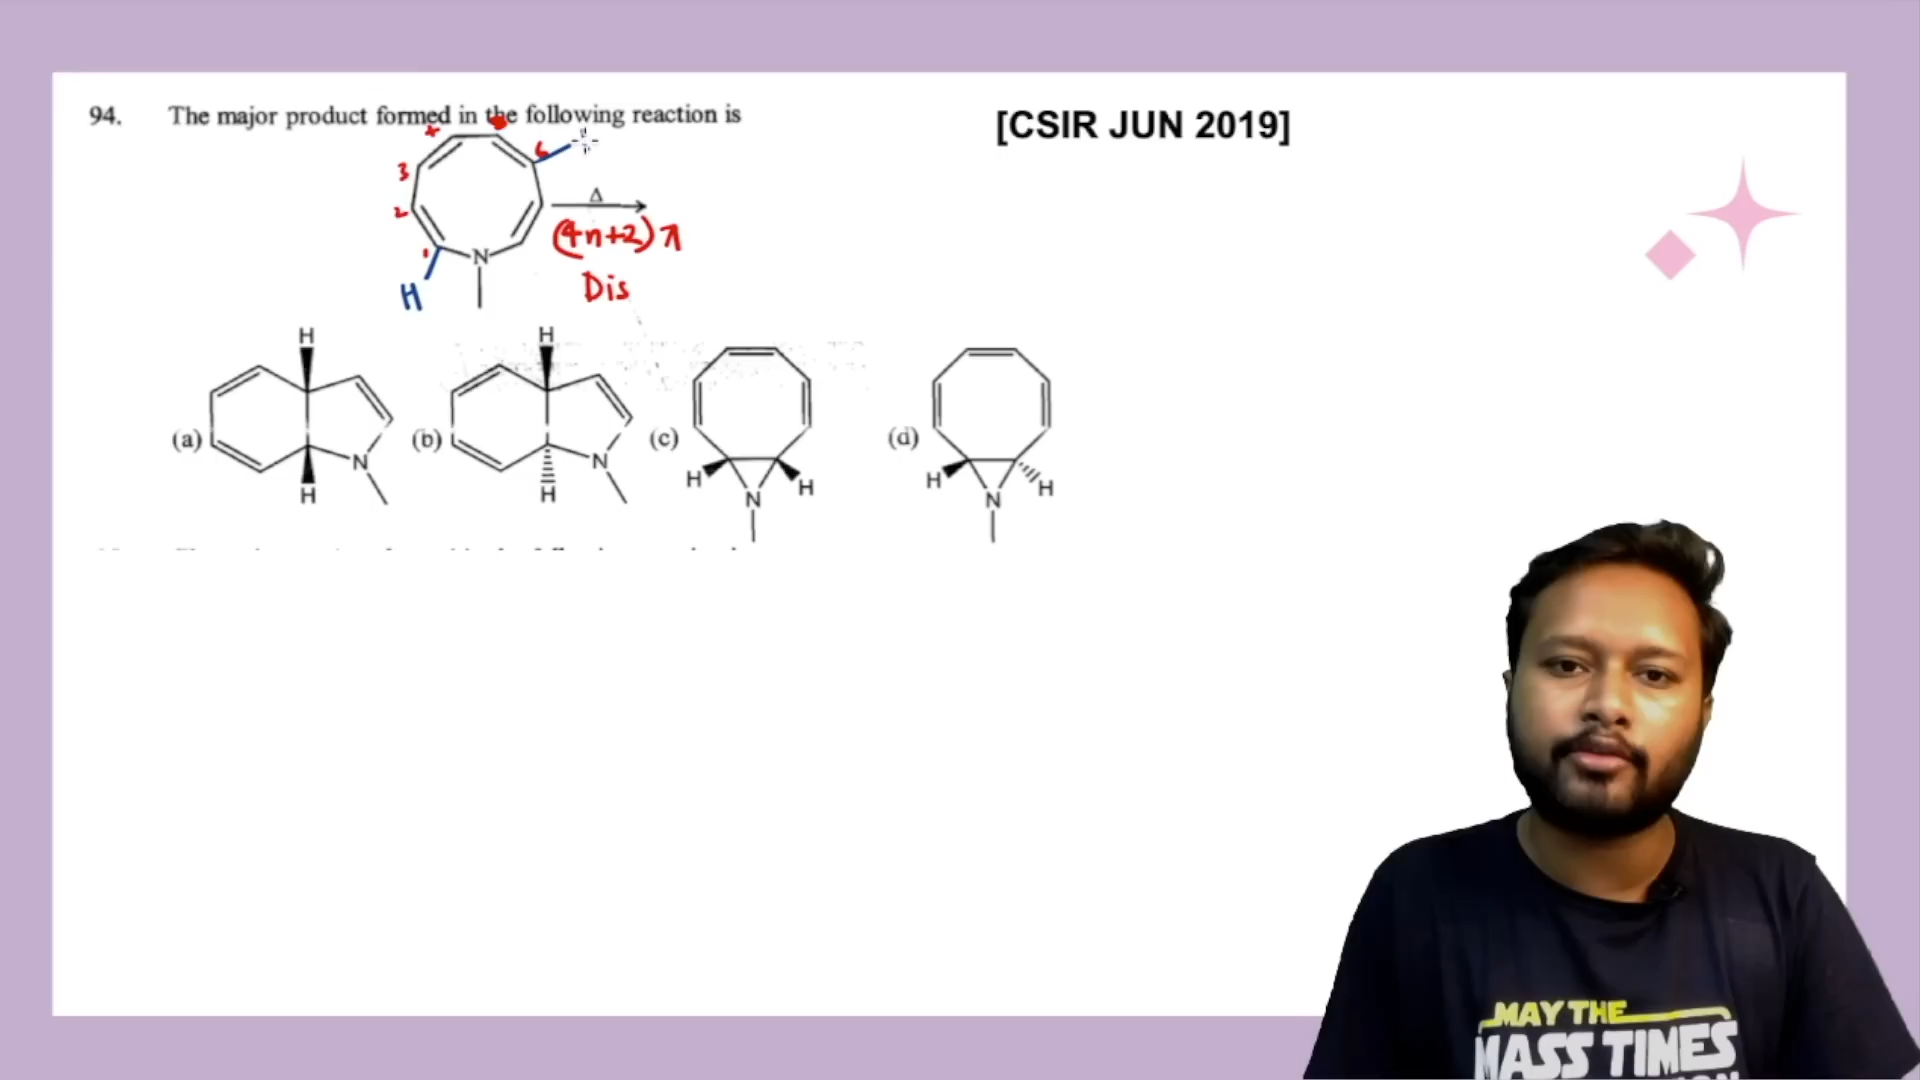 94. The major product formed in the following reaction is
[CSIR JUN 2019]
6
3
2
1
H
N
Δ
(4n+2)π
Dis
(a)
H
H
N
(b)
H
H
N
(c)
H
H
N
(d)
H
H
N
MAY THE
MASS TIMES